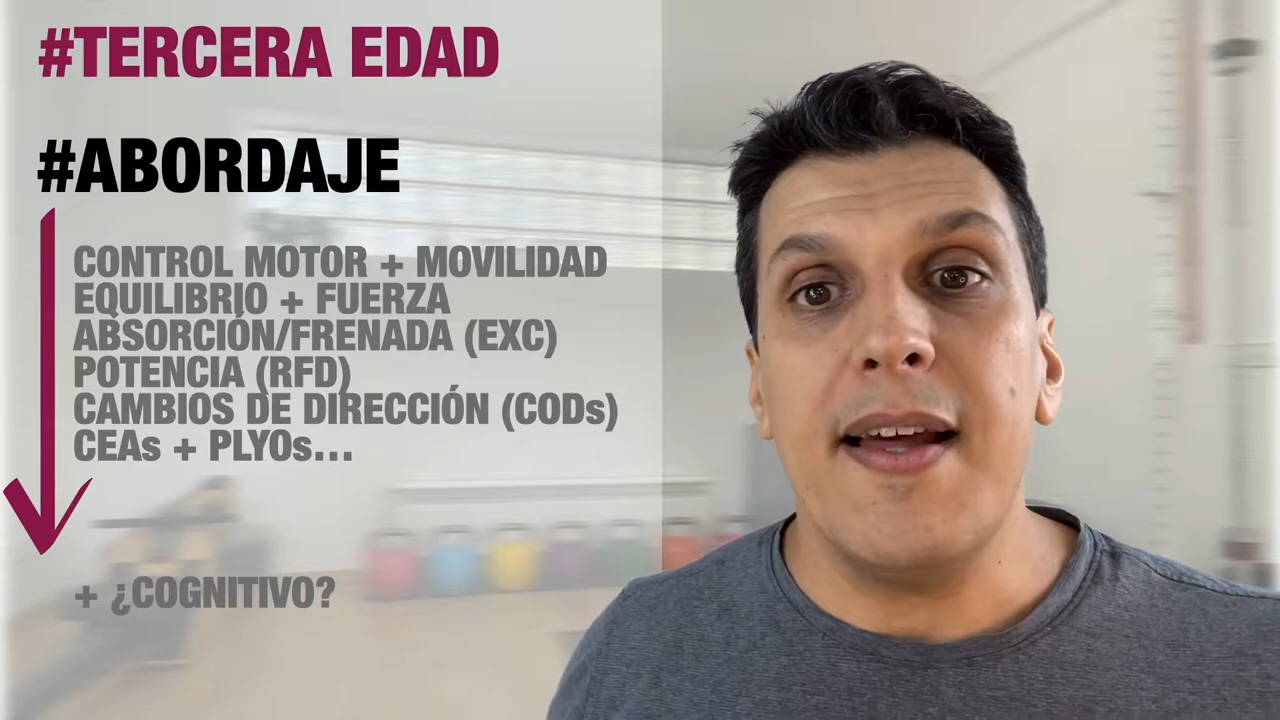 #TERCERA EDAD
#ABORDAJE
CONTROL MOTOR + MOVILIDAD
EQUILIBRIO + FUERZA
ABSORCIÓN/FRENADA (EXC)
POTENCIA (RFD)
CAMBIOS DE DIRECCIÓN (CODs)
CEAs + PLYOs...
+ ¿COGNITIVO?